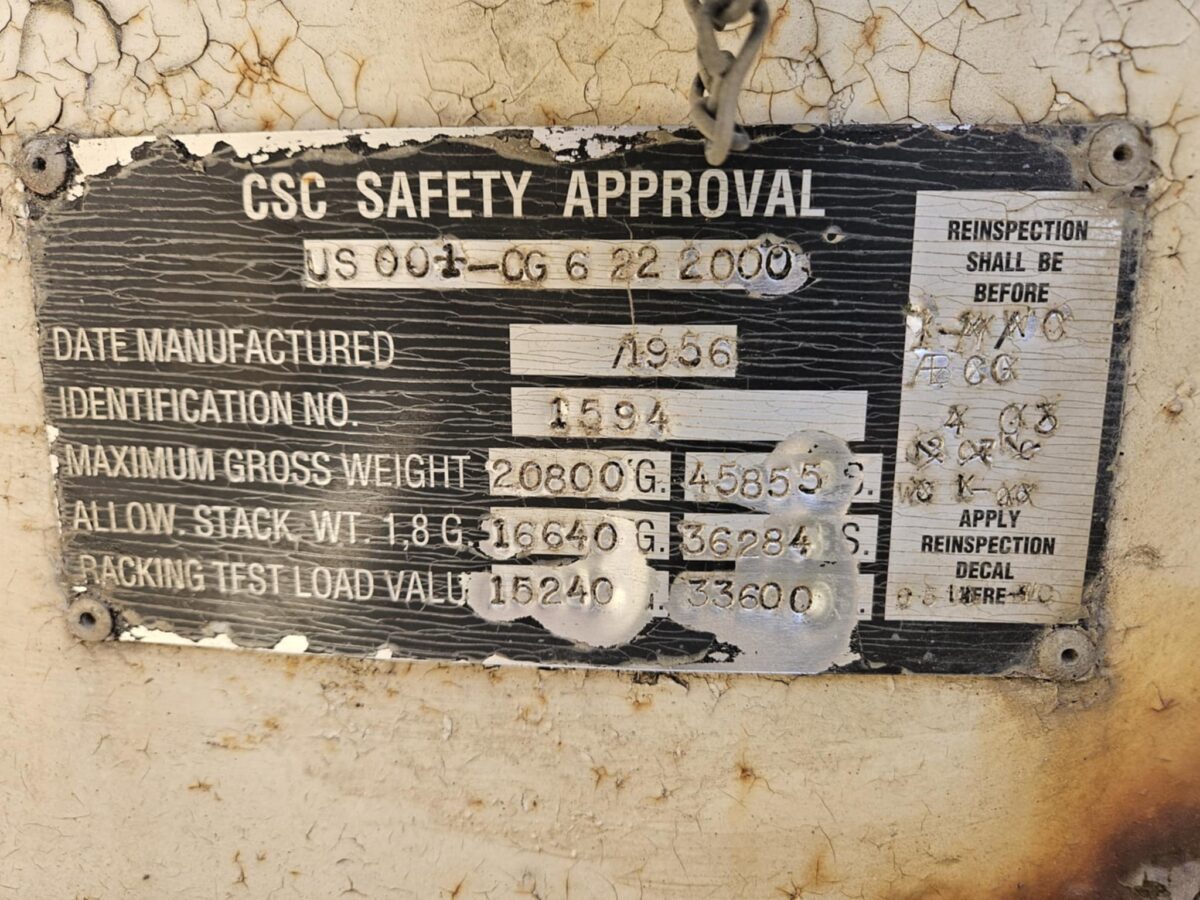 CSC SAFETY APPROVAL
US 001-CG 6 22 2000
DATE MANUFACTURED /1956
IDENTIFICATION NO. 1594
MAXIMUM GROSS WEIGHT 20800 G. 45855 S.
ALLOW. STACK, WT. 1,8 G. 16640 G. 36284 S.
RACKING TEST LOAD VALU 15240 33600
REINSPECTION
SHALL BE
BEFORE
APPLY
REINSPECTION
DECAL
HERE